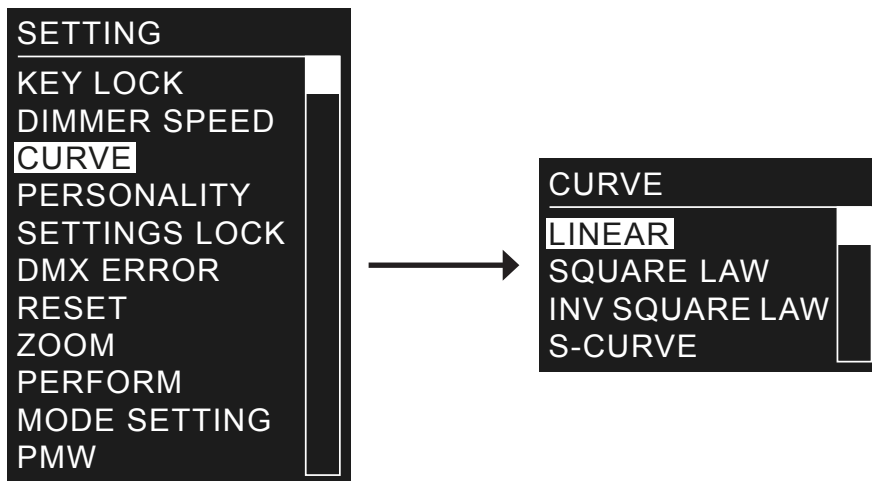 SETTING
KEY LOCK
DIMMER SPEED
CURVE
PERSONALITY
SETTINGS LOCK
DMX ERROR
RESET
ZOOM
PERFORM
MODE SETTING
PMW
CURVE
LINEAR
SQUARE LAW
INV SQUARE LAW
S-CURVE